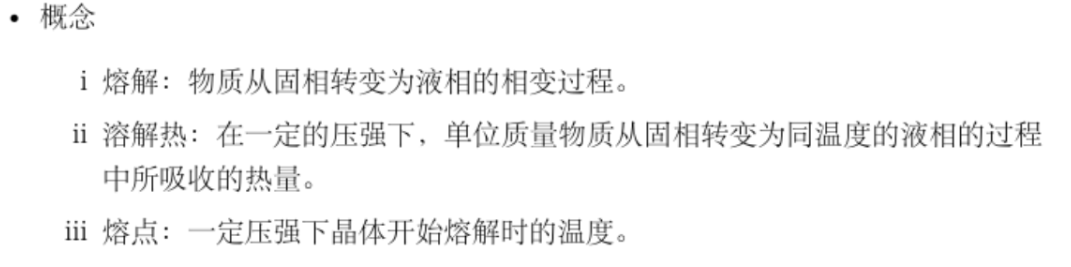 • 概念
i 熔解：物质从固相转变为液相的相变过程。
ii 溶解热：在一定的压强下，单位质量物质从固相转变为同温度的液相的过程
中所吸收的热量。
iii 熔点：一定压强下晶体开始熔解时的温度。